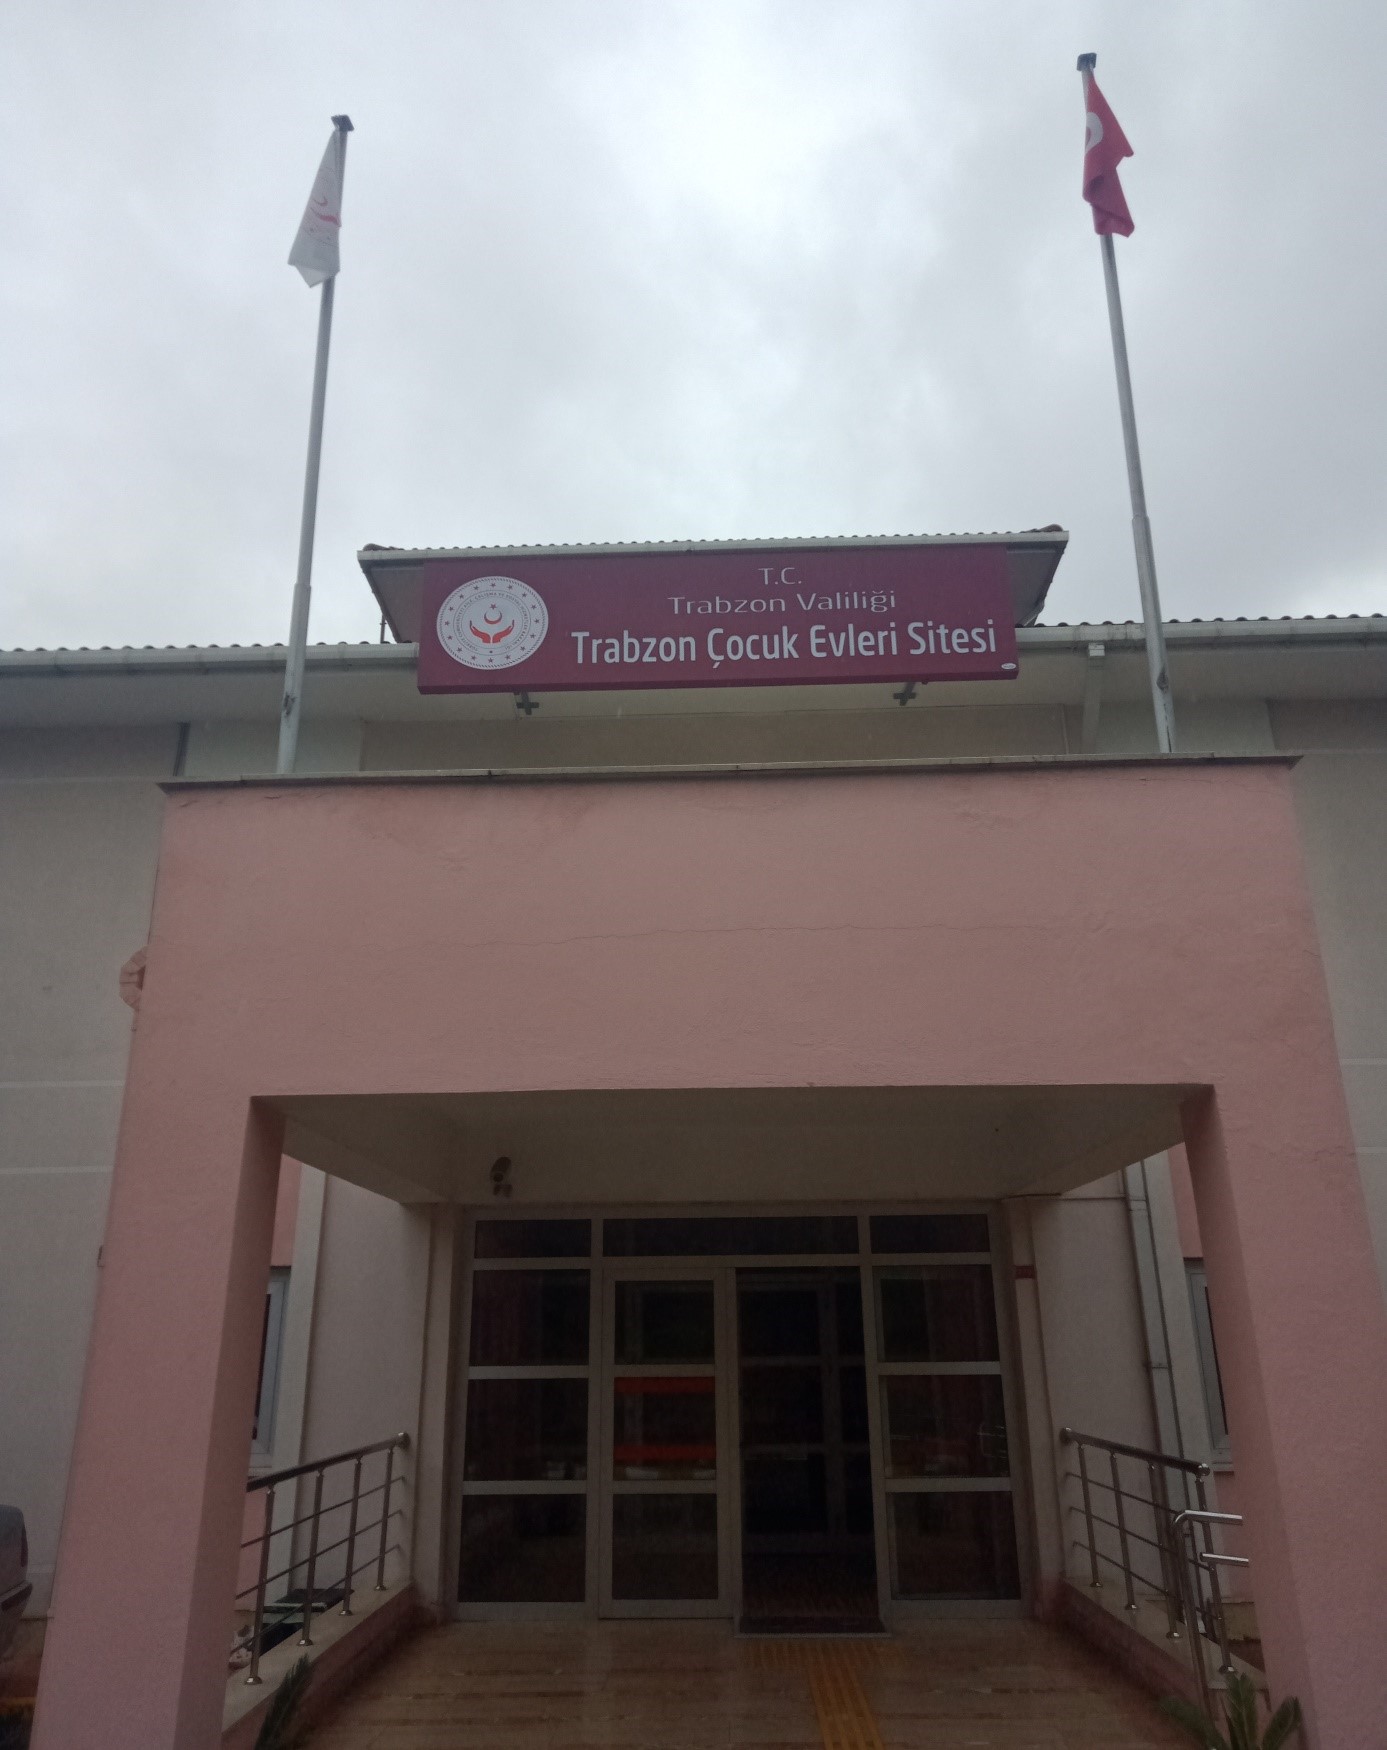 T.C.
Trabzon Valiliği
Trabzon Çocuk Evleri Sitesi